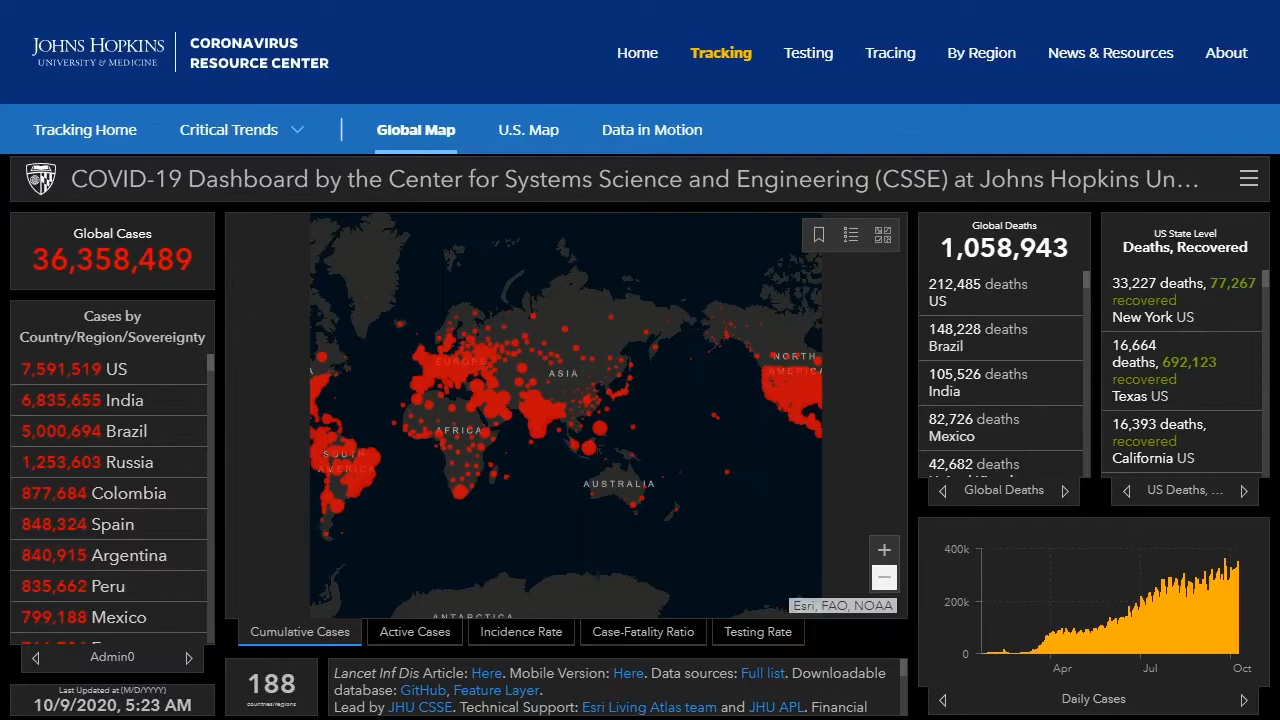 JOHNS HOPKINS
UNIVERSITY & MEDICINE
CORONAVIRUS
RESOURCE CENTER
Home
Tracking
Testing
Tracing
By Region
News & Resources
About
Tracking Home
Critical Trends
Global Map
U.S. Map
Data in Motion
COVID-19 Dashboard by the Center for Systems Science and Engineering (CSSE) at Johns Hopkins Un...
Global Cases
36,358,489
Cases by
Country/Region/Sovereignty
7,591,519 US
6,835,655 India
5,000,694 Brazil
1,253,603 Russia
877,684 Colombia
848,324 Spain
840,915 Argentina
835,662 Peru
799,188 Mexico
Admin0
Last Updated at (M/D/YYYY)
10/9/2020, 5:23 AM
EUROPE
ASIA
NORTH
AMERICA
AFRICA
SOUTH
AMERICA
AUSTRALIA
ANTARCTICA
Esri, FAO, NOAA
Cumulative Cases
Active Cases
Incidence Rate
Case-Fatality Ratio
Testing Rate
188
countries/regions
Lancet Inf Dis Article: Here. Mobile Version: Here. Data sources: Full list. Downloadable
database: GitHub, Feature Layer.
Lead by JHU CSSE. Technical Support: Esri Living Atlas team and JHU APL. Financial
Global Deaths
1,058,943
212,485 deaths
US
148,228 deaths
Brazil
105,526 deaths
India
82,726 deaths
Mexico
42,682 deaths
Global Deaths
US State Level
Deaths, Recovered
33,227 deaths, 77,267
recovered
New York US
16,664
deaths, 692,123
recovered
Texas US
16,393 deaths,
recovered
California US
US Deaths, ...
400k
200k
0
Apr
Jul
Oct
Daily Cases